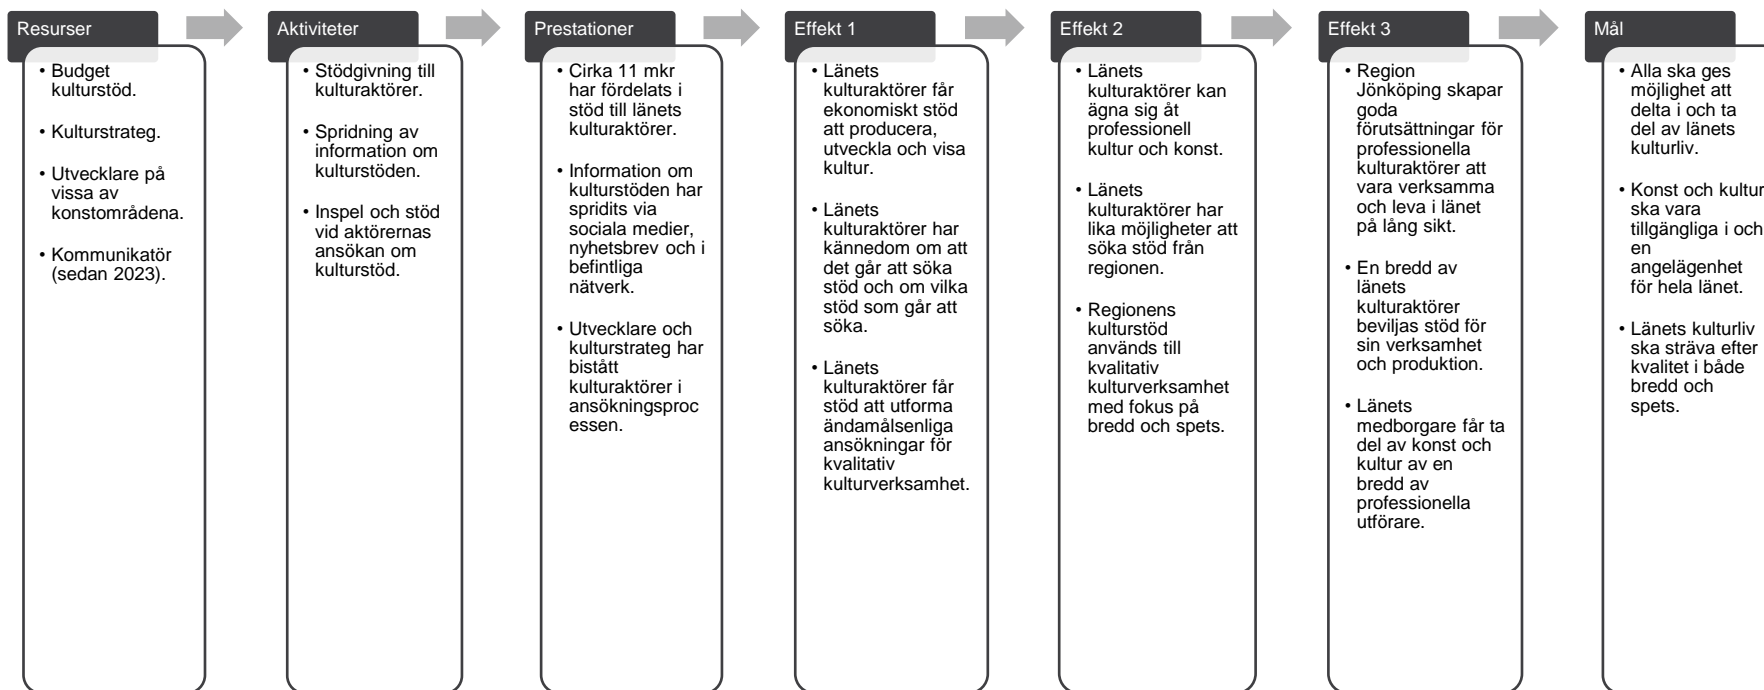 Resurser
• Budget
kulturstöd.
• Kulturstrateg.
• Utvecklare på
vissa av
konstområdena.
• Kommunikatör
(sedan 2023).
Aktiviteter
• Stödgivning till
kulturaktörer.
• Spridning av
information om
kulturstöden.
• Inspel och stöd
vid aktörernas
ansökan om
kulturstöd.
Prestationer
• Cirka 11 mkr
har fördelats i
stöd till länets
kulturaktörer.
• Information om
kulturstöden har
spridits via
sociala medier,
nyhetsbrev och i
befintliga
nätverk.
• Utvecklare och
kulturstrateg har
bistått
kulturaktörer i
ansökningsproc
essen.
Effekt 1
• Länets
kulturaktörer får
ekonomiskt stöd
att producera,
utveckla och visa
kultur.
• Länets
kulturaktörer har
kännedom om att
det går att söka
stöd och om vilka
stöd som går att
söka.
• Länets
kulturaktörer får
stöd att utforma
ändamålsenliga
ansökningar för
kvalitativ
kulturverksamhet.
Effekt 2
• Länets
kulturaktörer kan
ägna sig åt
professionell
kultur och konst.
• Länets
kulturaktörer har
lika möjligheter att
söka stöd från
regionen.
• Regionens
kulturstöd
används till
kvalitativ
kulturverksamhet
med fokus på
bredd och spets.
Effekt 3
• Region
Jönköping skapar
goda
förutsättningar för
professionella
kulturaktörer att
vara verksamma
och leva i länet
på lång sikt.
• En bredd av
länets
kulturaktörer
beviljas stöd för
sin verksamhet
och produktion.
• Länets
medborgare får ta
del av konst och
kultur av en
bredd av
professionella
utförare.
Mål
• Alla ska ges
möjlighet att
delta i och ta
del av länets
kulturliv.
• Konst och kultur
ska vara
tillgängliga i och
en
angelägenhet
för hela länet.
• Länets kulturliv
ska sträva efter
kvalitet i både
bredd och
spets.